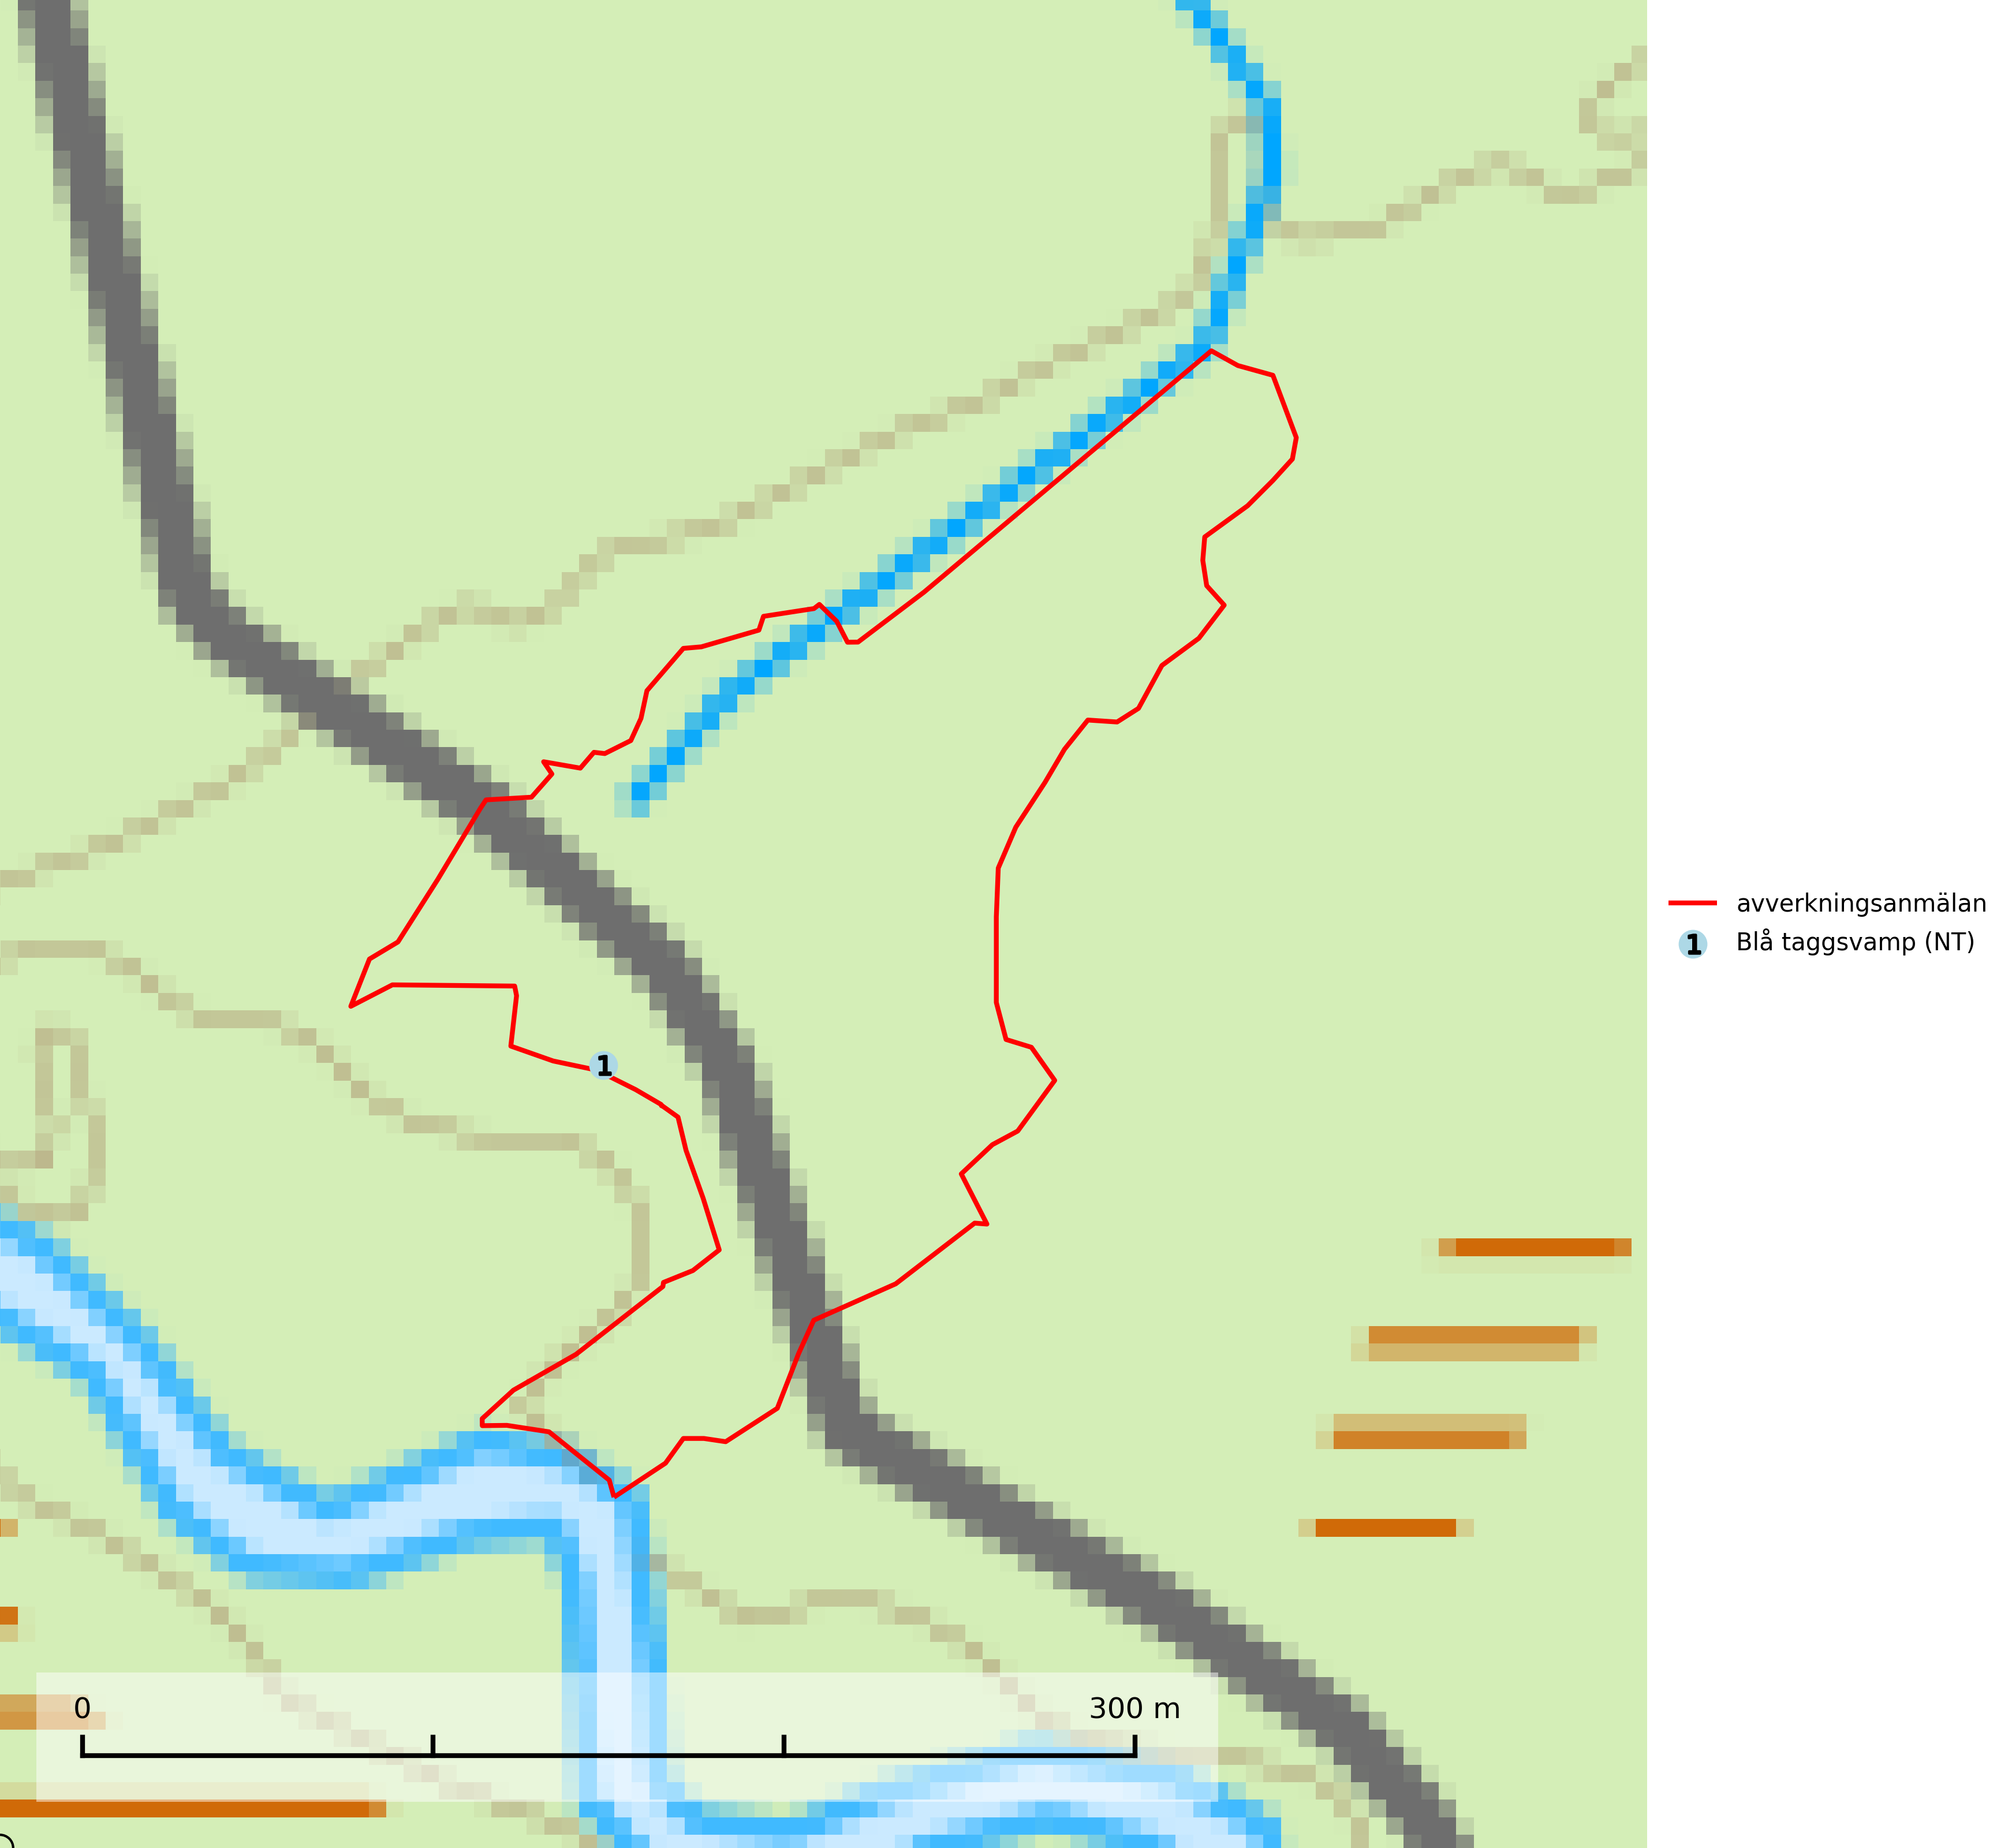 avverkningsanmälan
1 Blå taggsvamp (NT)
1
0 300 m